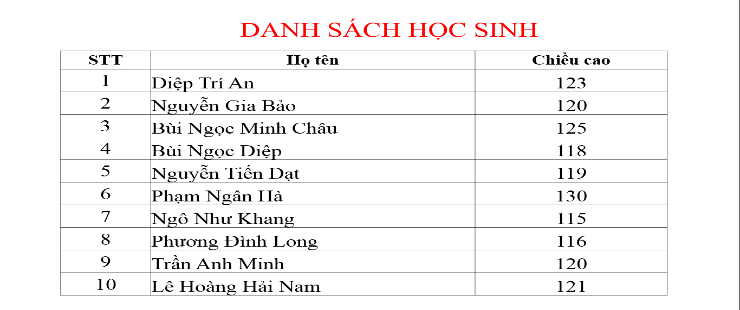 DANH SÁCH HỌC SINH
STT Họ tên Chiều cao
1 Diệp Trí An 123
2 Nguyễn Gia Bảo 120
3 Bùi Ngọc Minh Châu 125
4 Bùi Ngọc Diệp 118
5 Nguyễn Tiến Đạt 119
6 Phạm Ngân Hà 130
7 Ngô Như Khang 115
8 Phương Đình Long 116
9 Trần Anh Minh 120
10 Lê Hoàng Hải Nam 121